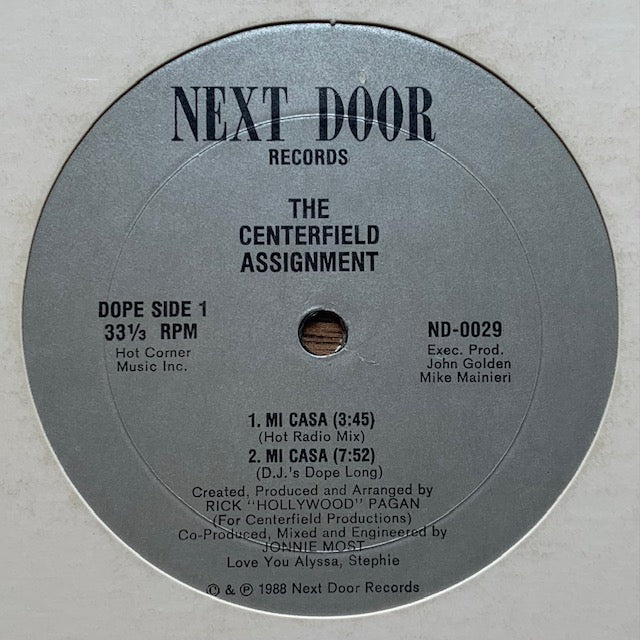 NEXT DOOR
RECORDS
THE
CENTERFIELD
ASSIGNMENT
DOPE SIDE 1
33⅓ RPM
Hot Corner
Music Inc.
ND-0029
Exec. Prod.
John Golden
Mike Mainieri
1. MI CASA (3:45)
(Hot Radio Mix)
2. MI CASA (7:52)
(D.J.'s Dope Long)
Created, Produced and Arranged by
RICK "HOLLYWOOD" PAGAN
(For Centerfield Productions)
Co-Produced, Mixed and Engineered by
JONNIE MOST
Love You Alyssa, Stephie
© & ℗ 1988 Next Door Records